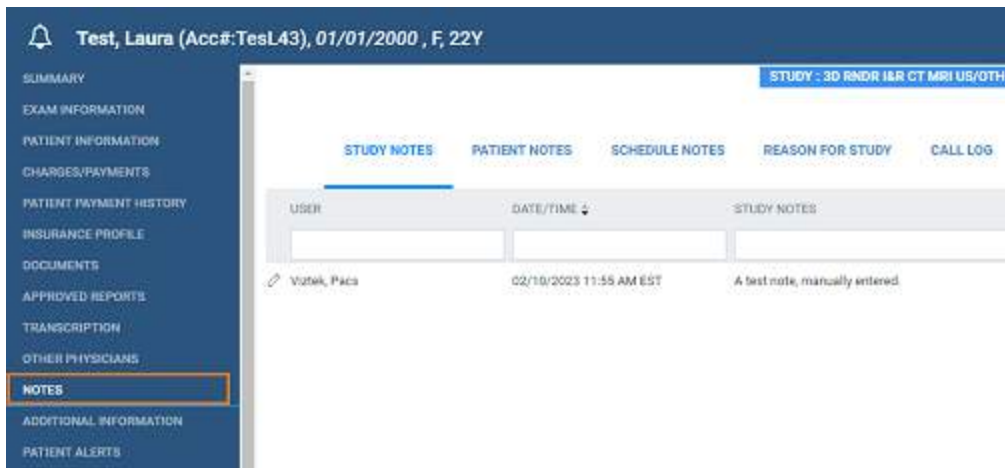 Test, Laura (Acc#:TesL43), 01/01/2000 , F, 22Y
SUMMARY
EXAM INFORMATION
PATIENT INFORMATION
CHARGES/PAYMENTS
PATIENT PAYMENT HISTORY
INSURANCE PROFILE
DOCUMENTS
APPROVED REPORTS
TRANSCRIPTION
OTHER PHYSICIANS
NOTES
ADDITIONAL INFORMATION
PATIENT ALERTS
STUDY : 3D RNDR I&R CT MRI US/OTH
STUDY NOTES PATIENT NOTES SCHEDULE NOTES REASON FOR STUDY CALL LOG
USER DATE/TIME STUDY NOTES
Viztek, Pacs 02/10/2023 11:55 AM EST A test note, manually entered.